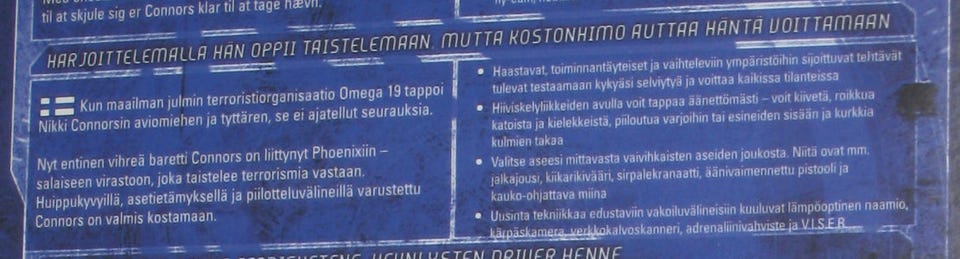 til at skjule sig er Connors klar til at tage hævn.
HARJOITTELEMALLA HÄN OPPII TAISTELEMAAN, MUTTA KOSTONHIMO AUTTAA HÄNTÄ VOITTAMAAN
Kun maailman julmin terroristiorganisaatio Omega 19 tappoi
Nikki Connorsin aviomiehen ja tyttären, se ei ajatellut seurauksia.
Nyt entinen vihreä baretti Connors on liittynyt Phoenixiin –
salaiseen virastoon, joka taistelee terrorismia vastaan.
Huippukyvyillä, asetietämyksellä ja piilotteluvälineillä varustettu
Connors on valmis kostamaan.
• Haastavat, toiminnantäyteiset ja vaihteleviin ympäristöihin sijoittuvat tehtävät
tulevat testaamaan kykyäsi selviytyä ja voittaa kaikissa tilanteissa
• Hiiviskelyliikkeiden avulla voit tappaa äänettömästi – voit kiivetä, roikkua
katoista ja kielekkeistä, piiloutua varjoihin tai esineiden sisään ja kurkkia
kulmien takaa
• Valitse aseesi mittavasta vaivihkaisten aseiden joukosta. Niitä ovat mm.
jalkajousi, kiikarikivääri, sirpalekranaatti, äänivaimennettu pistooli ja
kauko-ohjattava miina
• Uusinta tekniikkaa edustaviin vakoiluvälineisiin kuuluvat lämpöoptinen naamio,
kärpäskamera, verkkokalvoskanneri, adrenaliinivahviste ja V.I.S.E.R.
DRIVER HENNE